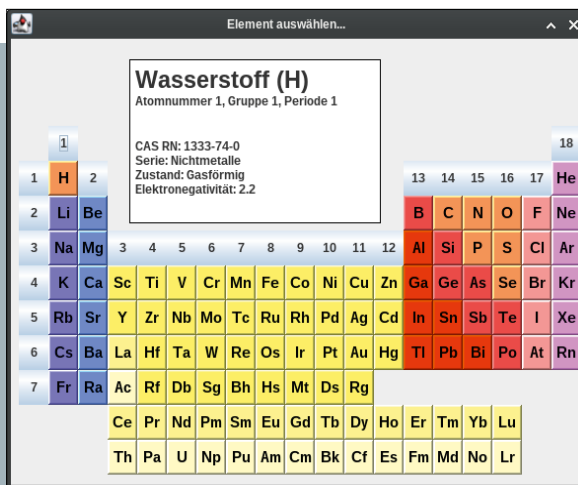 Element auswählen...
Wasserstoff (H)
Atomnummer 1, Gruppe 1, Periode 1
CAS RN: 1333-74-0
Serie: Nichtmetalle
Zustand: Gasförmig
Elektronegativität: 2.2
1 18
1 H 2 13 14 15 16 17 He
2 Li Be B C N O F Ne
3 Na Mg 3 4 5 6 7 8 9 10 11 12 Al Si P S Cl Ar
4 K Ca Sc Ti V Cr Mn Fe Co Ni Cu Zn Ga Ge As Se Br Kr
5 Rb Sr Y Zr Nb Mo Tc Ru Rh Pd Ag Cd In Sn Sb Te I Xe
6 Cs Ba La Hf Ta W Re Os Ir Pt Au Hg Tl Pb Bi Po At Rn
7 Fr Ra Ac Rf Db Sg Bh Hs Mt Ds Rg
Ce Pr Nd Pm Sm Eu Gd Tb Dy Ho Er Tm Yb Lu
Th Pa U Np Pu Am Cm Bk Cf Es Fm Md No Lr